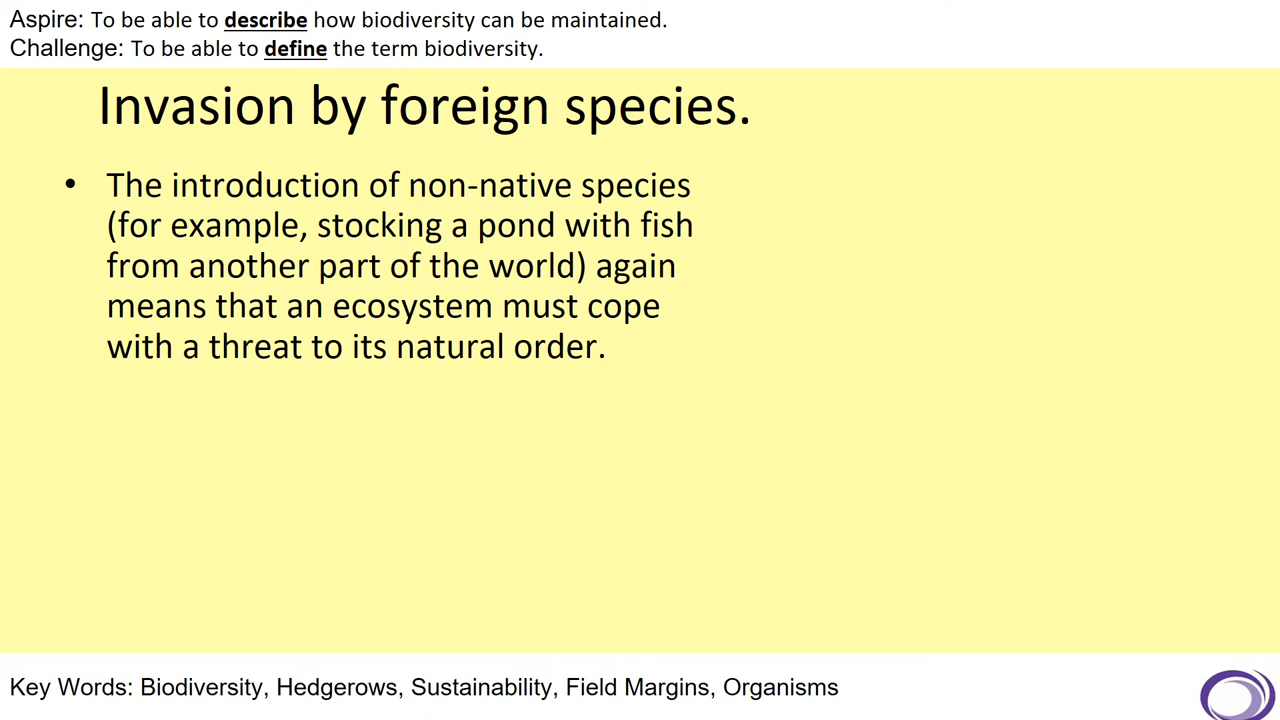 Aspire: To be able to describe how biodiversity can be maintained.
Challenge: To be able to define the term biodiversity.
Invasion by foreign species.
• The introduction of non-native species
(for example, stocking a pond with fish
from another part of the world) again
means that an ecosystem must cope
with a threat to its natural order.
Key Words: Biodiversity, Hedgerows, Sustainability, Field Margins, Organisms